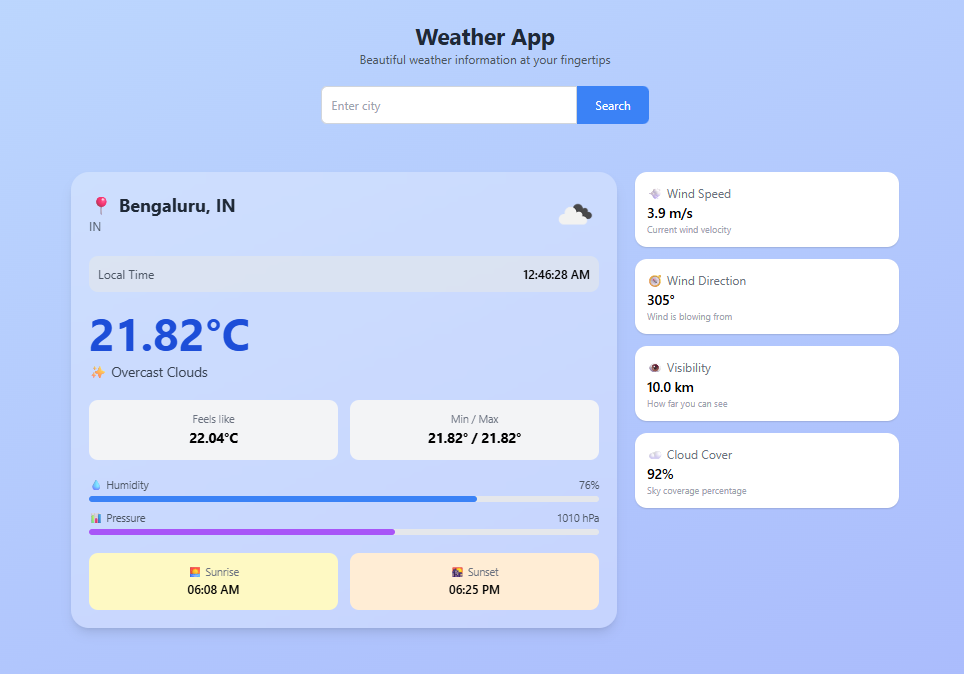 Weather App
Beautiful weather information at your fingertips
Enter city
Search
Bengaluru, IN
IN
Local Time 12:46:28 AM
21.82°C
Overcast Clouds
Feels like
22.04°C
Min / Max
21.82° / 21.82°
Humidity 76%
Pressure 1010 hPa
Sunrise
06:08 AM
Sunset
06:25 PM
Wind Speed
3.9 m/s
Current wind velocity
Wind Direction
305°
Wind is blowing from
Visibility
10.0 km
How far you can see
Cloud Cover
92%
Sky coverage percentage